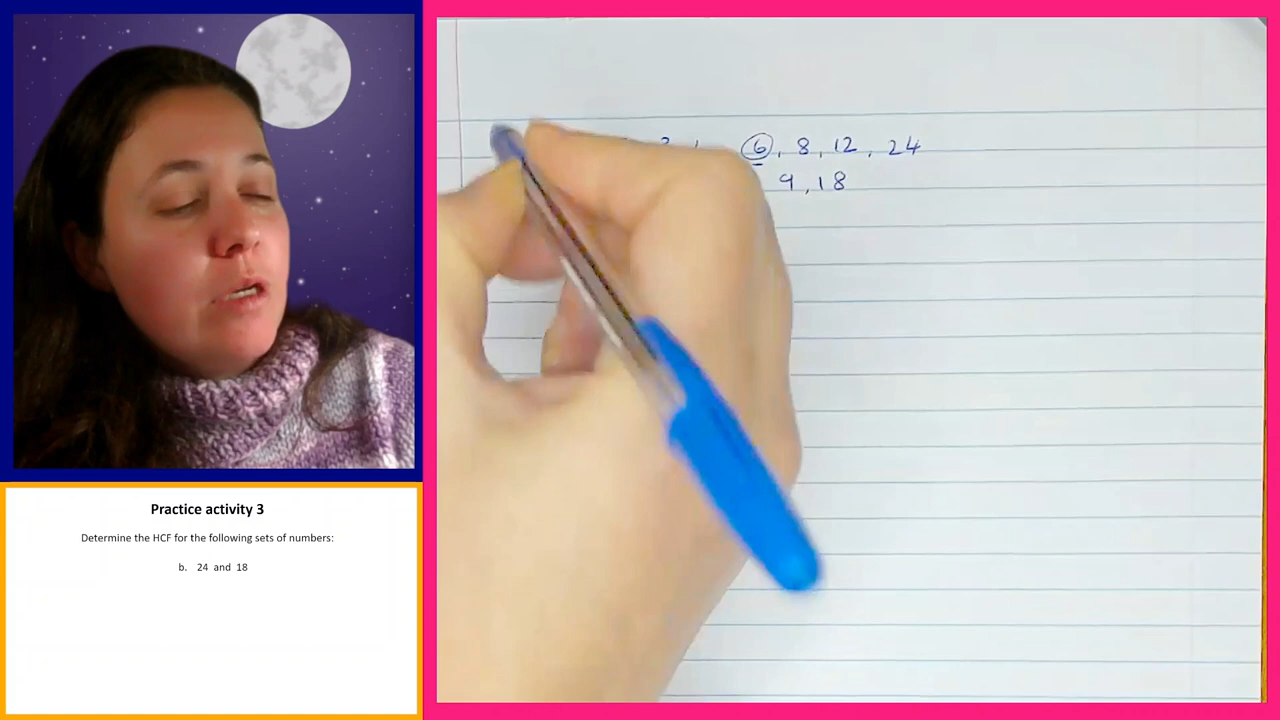 Practice activity 3
Determine the HCF for the following sets of numbers:
b. 24 and 18
6, 8, 12, 24
9, 18